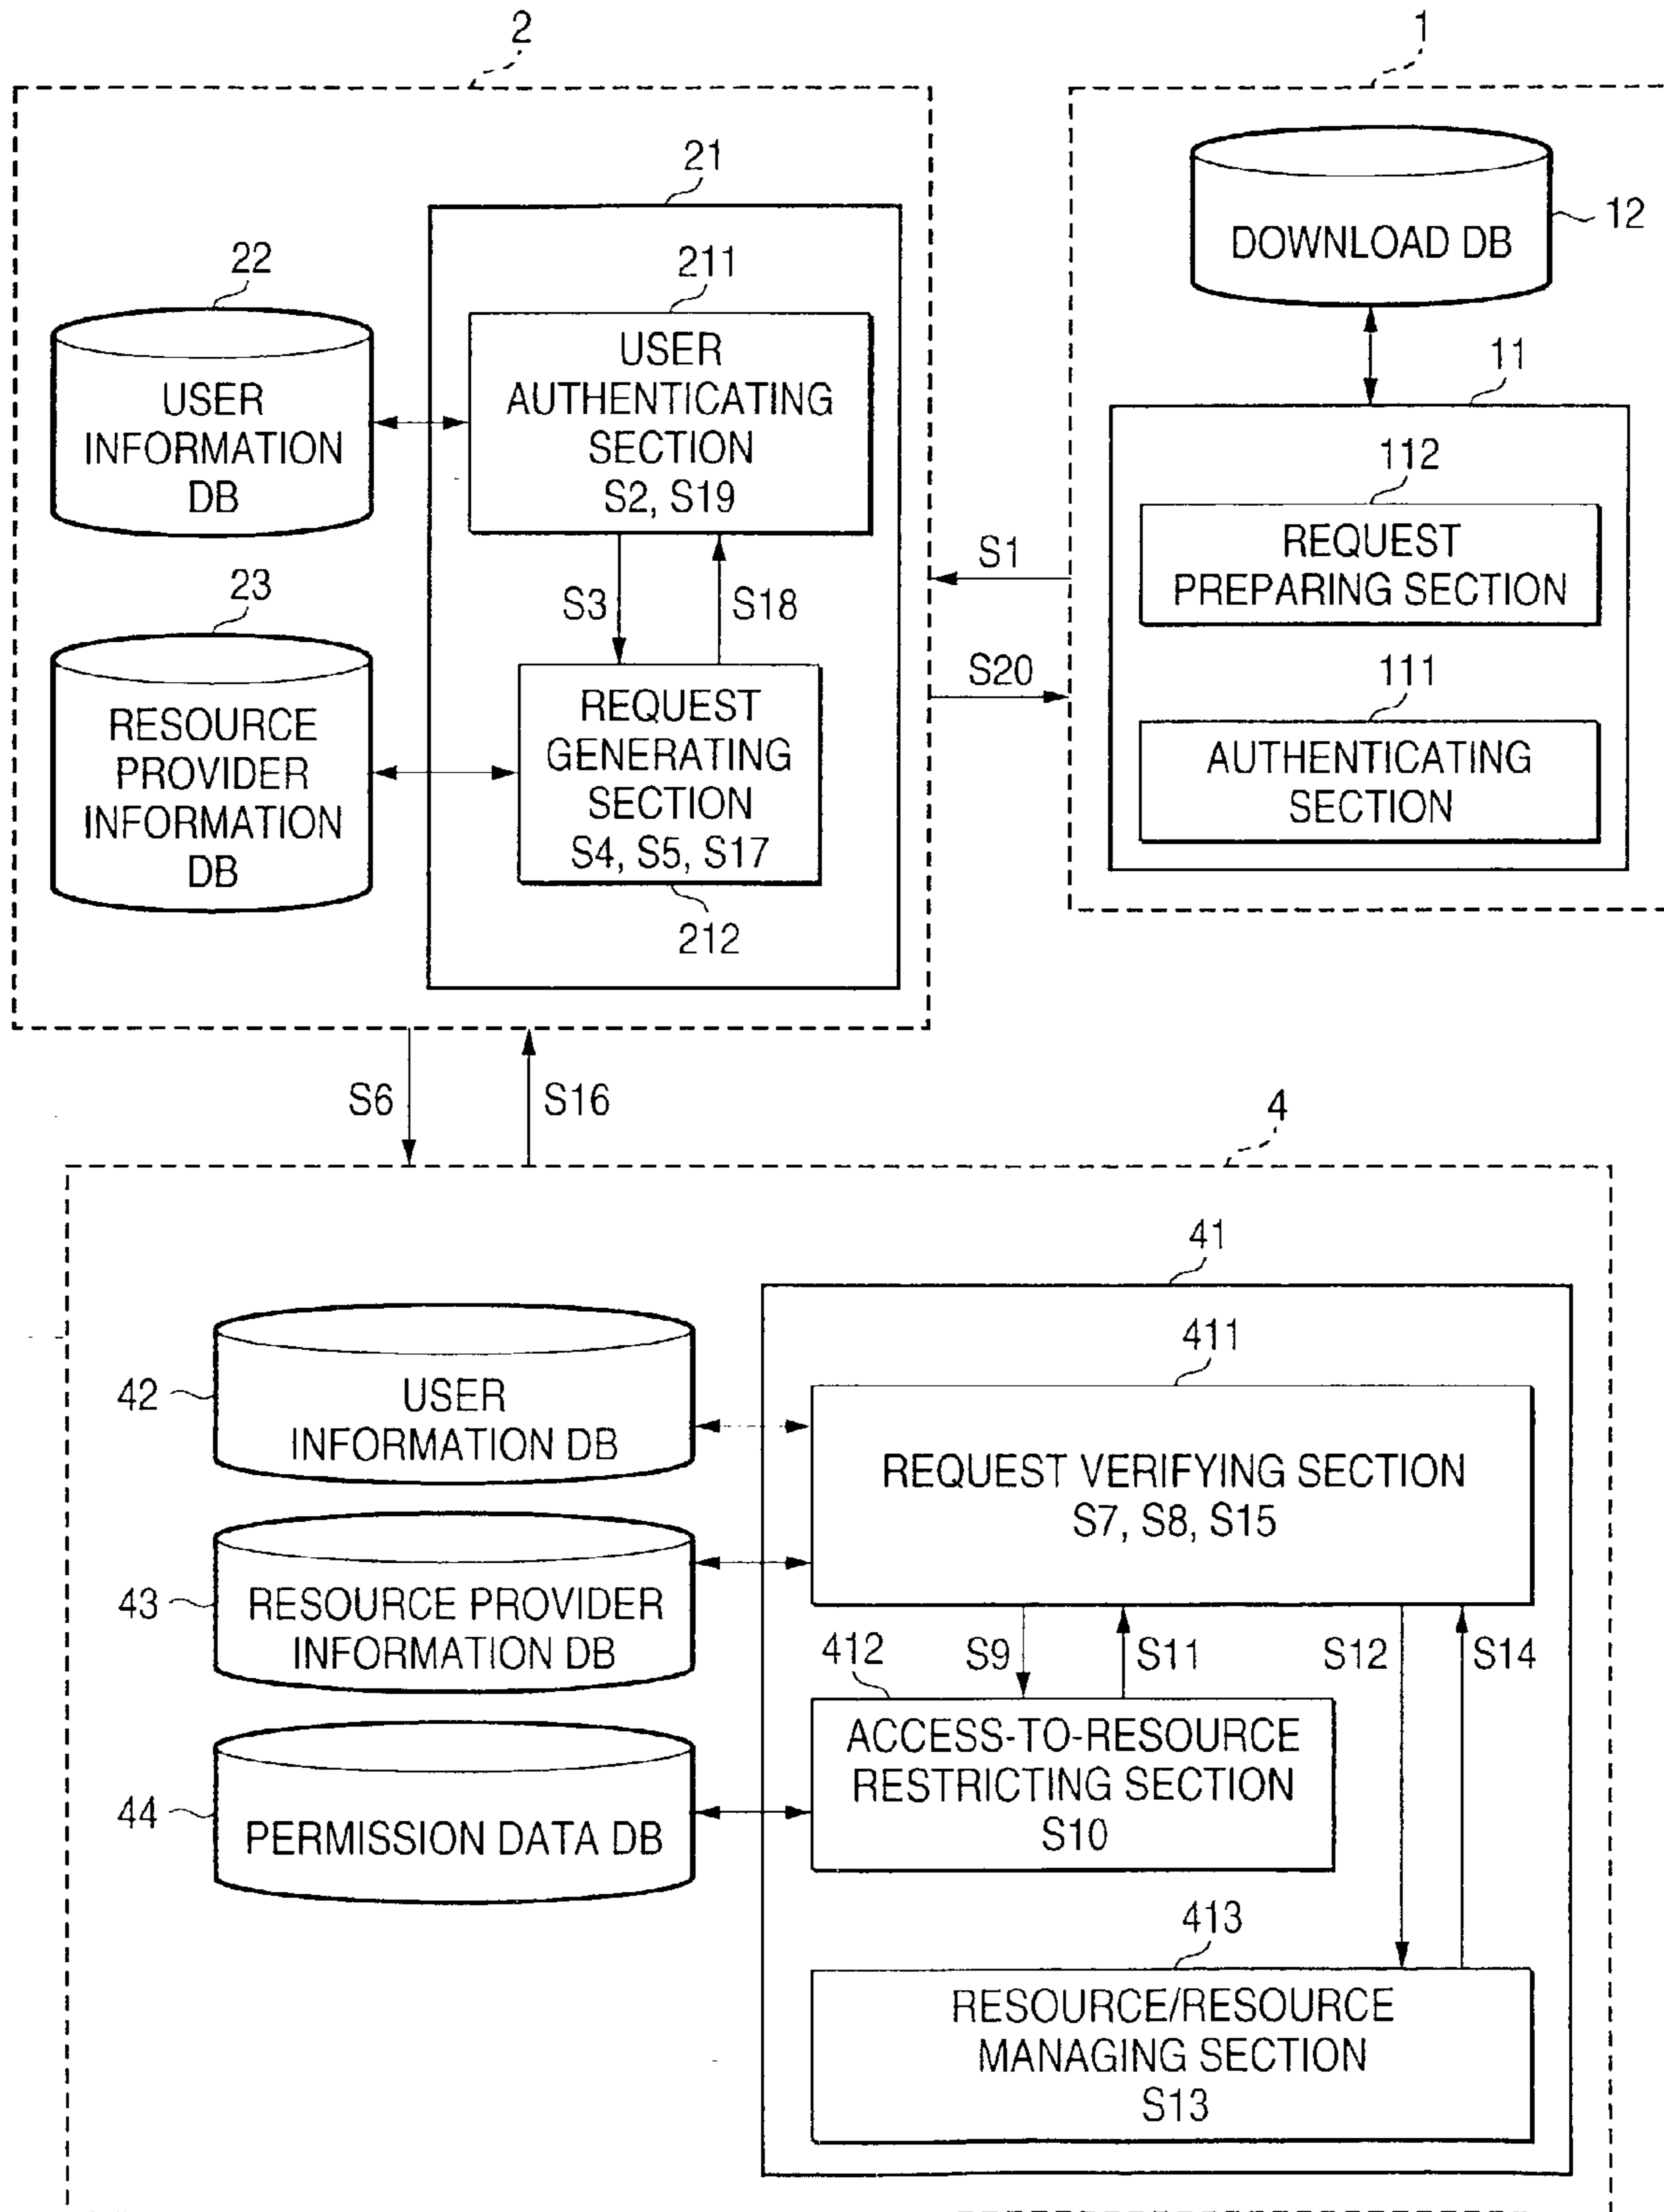 2
1
21
12
DOWNLOAD DB
22
211
11
USER
INFORMATION
DB
USER
AUTHENTICATING
SECTION
S2, S19
112
REQUEST
PREPARING SECTION
S1
23
S3
S18
111
S20
RESOURCE
PROVIDER
INFORMATION
DB
REQUEST
GENERATING
SECTION
S4, S5, S17
AUTHENTICATING
SECTION
212
S6
S16
4
41
411
42
USER
INFORMATION DB
REQUEST VERIFYING SECTION
S7, S8, S15
43
RESOURCE PROVIDER
INFORMATION DB
412
S9
S11
S12
S14
ACCESS-TO-RESOURCE
RESTRICTING SECTION
S10
44
PERMISSION DATA DB
413
RESOURCE/RESOURCE
MANAGING SECTION
S13